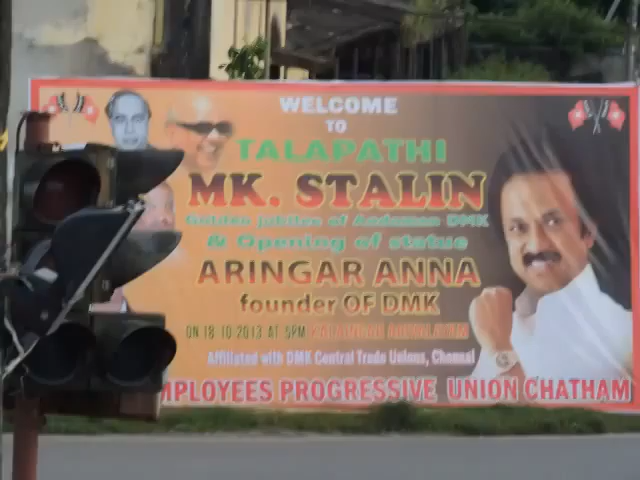 WELCOME
TO
TALAPATHI
MK. STALIN
Golden jubilee of Andaman DMK
& Opening of statue
ARINGAR ANNA
founder OF DMK
ON 18-10-2013 AT 5PM
Affiliated with DMK Central Trade Unions, Chennai
MPLOYEES PROGRESSIVE UNION CHATHAM